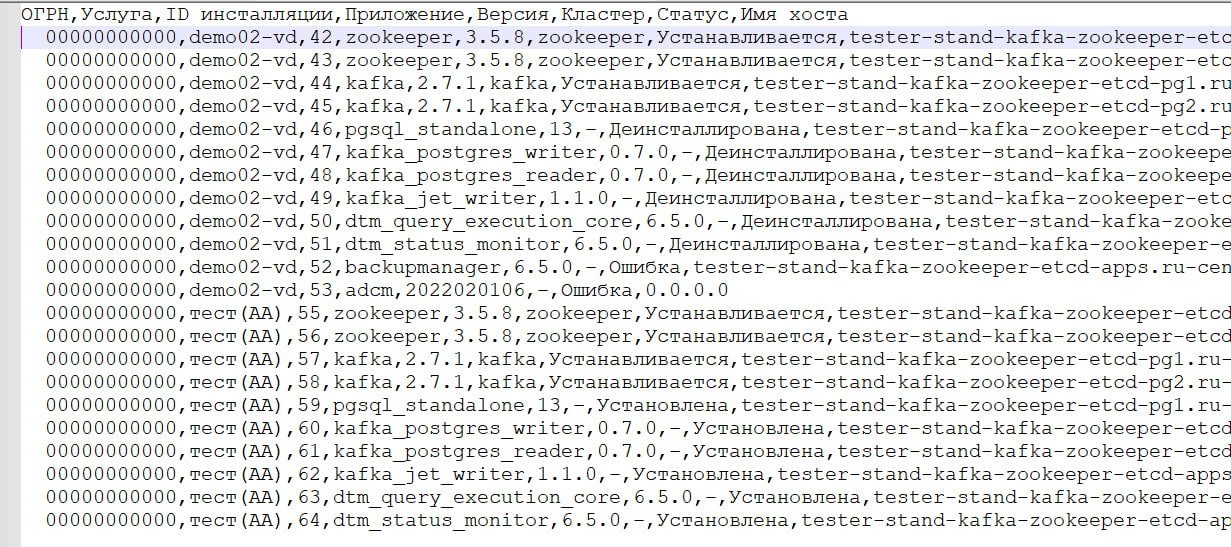 ОГРН,Услуга,ID инсталляции,Приложение,Версия,Кластер,Статус,Имя хоста
00000000000,demo02-vd,42,zookeeper,3.5.8,zookeeper,Устанавливается,tester-stand-kafka-zookeeper-etc
00000000000,demo02-vd,43,zookeeper,3.5.8,zookeeper,Устанавливается,tester-stand-kafka-zookeeper-etc
00000000000,demo02-vd,44,kafka,2.7.1,kafka,Устанавливается,tester-stand-kafka-zookeeper-etcd-pg1.ru
00000000000,demo02-vd,45,kafka,2.7.1,kafka,Устанавливается,tester-stand-kafka-zookeeper-etcd-pg2.ru
00000000000,demo02-vd,46,pgsql_standalone,13,-,Деинсталлирована,tester-stand-kafka-zookeeper-etcd-p
00000000000,demo02-vd,47,kafka_postgres_writer,0.7.0,-,Деинсталлирована,tester-stand-kafka-zookeepe
00000000000,demo02-vd,48,kafka_postgres_reader,0.7.0,-,Деинсталлирована,tester-stand-kafka-zookeepe
00000000000,demo02-vd,49,kafka_jet_writer,1.1.0,-,Деинсталлирована,tester-stand-kafka-zookeeper-etc
00000000000,demo02-vd,50,dtm_query_execution_core,6.5.0,-,Деинсталлирована,tester-stand-kafka-zooke
00000000000,demo02-vd,51,dtm_status_monitor,6.5.0,-,Деинсталлирована,tester-stand-kafka-zookeeper-e
00000000000,demo02-vd,52,backupmanager,6.5.0,-,Ошибка,tester-stand-kafka-zookeeper-etcd-apps.ru-cen
00000000000,demo02-vd,53,adcm,2022020106,-,Ошибка,0.0.0.0
00000000000,тест(АА),55,zookeeper,3.5.8,zookeeper,Устанавливается,tester-stand-kafka-zookeeper-etcd
00000000000,тест(АА),56,zookeeper,3.5.8,zookeeper,Устанавливается,tester-stand-kafka-zookeeper-etcd
00000000000,тест(АА),57,kafka,2.7.1,kafka,Устанавливается,tester-stand-kafka-zookeeper-etcd-pg1.ru-
00000000000,тест(АА),58,kafka,2.7.1,kafka,Устанавливается,tester-stand-kafka-zookeeper-etcd-pg2.ru-
00000000000,тест(АА),59,pgsql_standalone,13,-,Установлена,tester-stand-kafka-zookeeper-etcd-pg1.ru-
00000000000,тест(АА),60,kafka_postgres_writer,0.7.0,-,Установлена,tester-stand-kafka-zookeeper-etcd
00000000000,тест(АА),61,kafka_postgres_reader,0.7.0,-,Установлена,tester-stand-kafka-zookeeper-etcd
00000000000,тест(АА),62,kafka_jet_writer,1.1.0,-,Установлена,tester-stand-kafka-zookeeper-etcd-apps
00000000000,тест(АА),63,dtm_query_execution_core,6.5.0,-,Установлена,tester-stand-kafka-zookeeper-e
00000000000,тест(АА),64,dtm_status_monitor,6.5.0,-,Установлена,tester-stand-kafka-zookeeper-etcd-ap